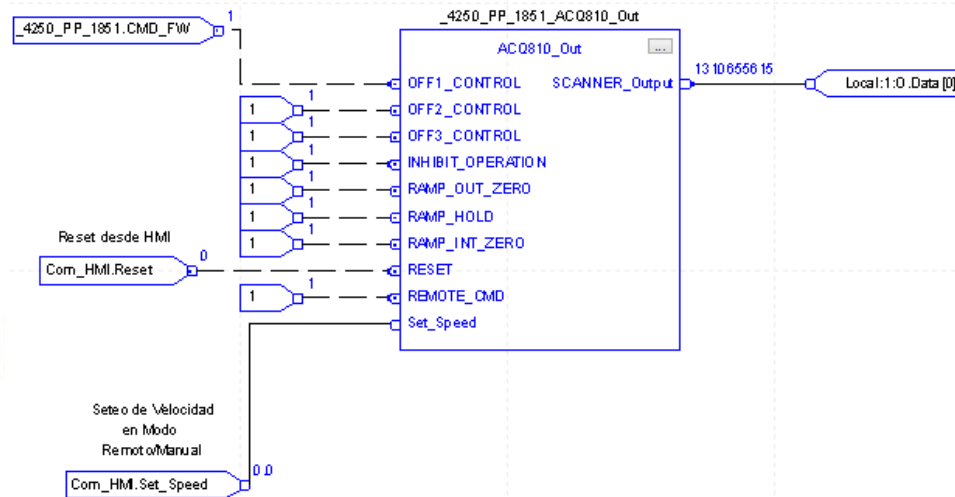 _4250_PP_1851_ACQ810_Out
1
_4250_PP_1851.CMD_FW
ACQ810_Out
...
1310655615
OFF1_CONTROL
SCANNER_Output
Local:1:O.Data[0]
1
1
OFF2_CONTROL
1
1
OFF3_CONTROL
1
1
INHIBIT_OPERATION
1
1
RAMP_OUT_ZERO
1
1
RAMP_HOLD
1
1
RAMP_INT_ZERO
Reset desde HMI
0
Com_HMI.Reset
RESET
1
1
REMOTE_CMD
Set_Speed
Seteo de Velocidad
en Modo
Remoto/Manual
0.0
Com_HMI.Set_Speed